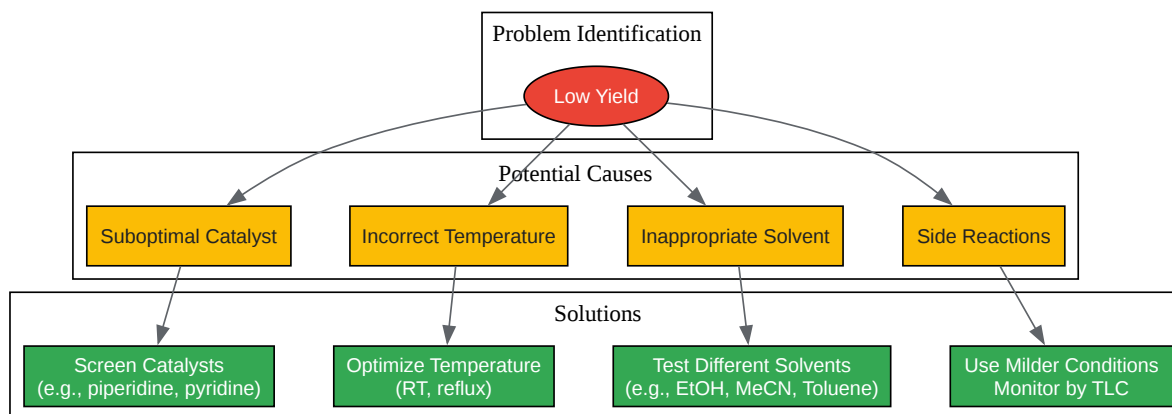 Problem Identification
Low Yield
Potential Causes
Suboptimal Catalyst
Incorrect Temperature
Inappropriate Solvent
Side Reactions
Solutions
Screen Catalysts
(e.g., piperidine, pyridine)
Optimize Temperature
(RT, reflux)
Test Different Solvents
(e.g., EtOH, MeCN, Toluene)
Use Milder Conditions
Monitor by TLC